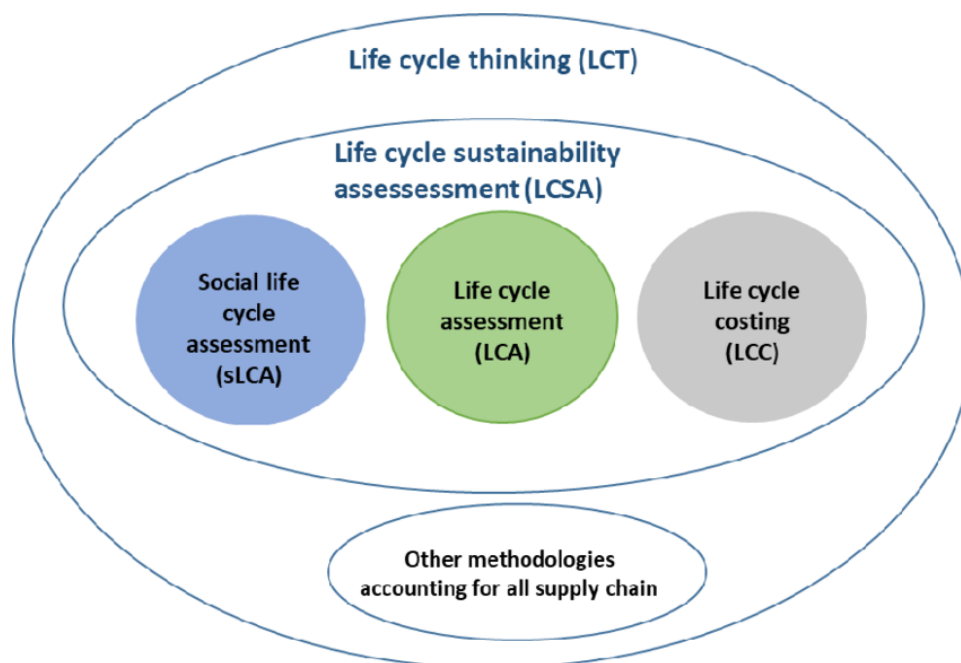 Life cycle thinking (LCT)
Life cycle sustainability
assessessment (LCSA)
Social life
cycle
assessment
(sLCA)
Life cycle
assessment
(LCA)
Life cycle
costing
(LCC)
Other methodologies
accounting for all supply chain